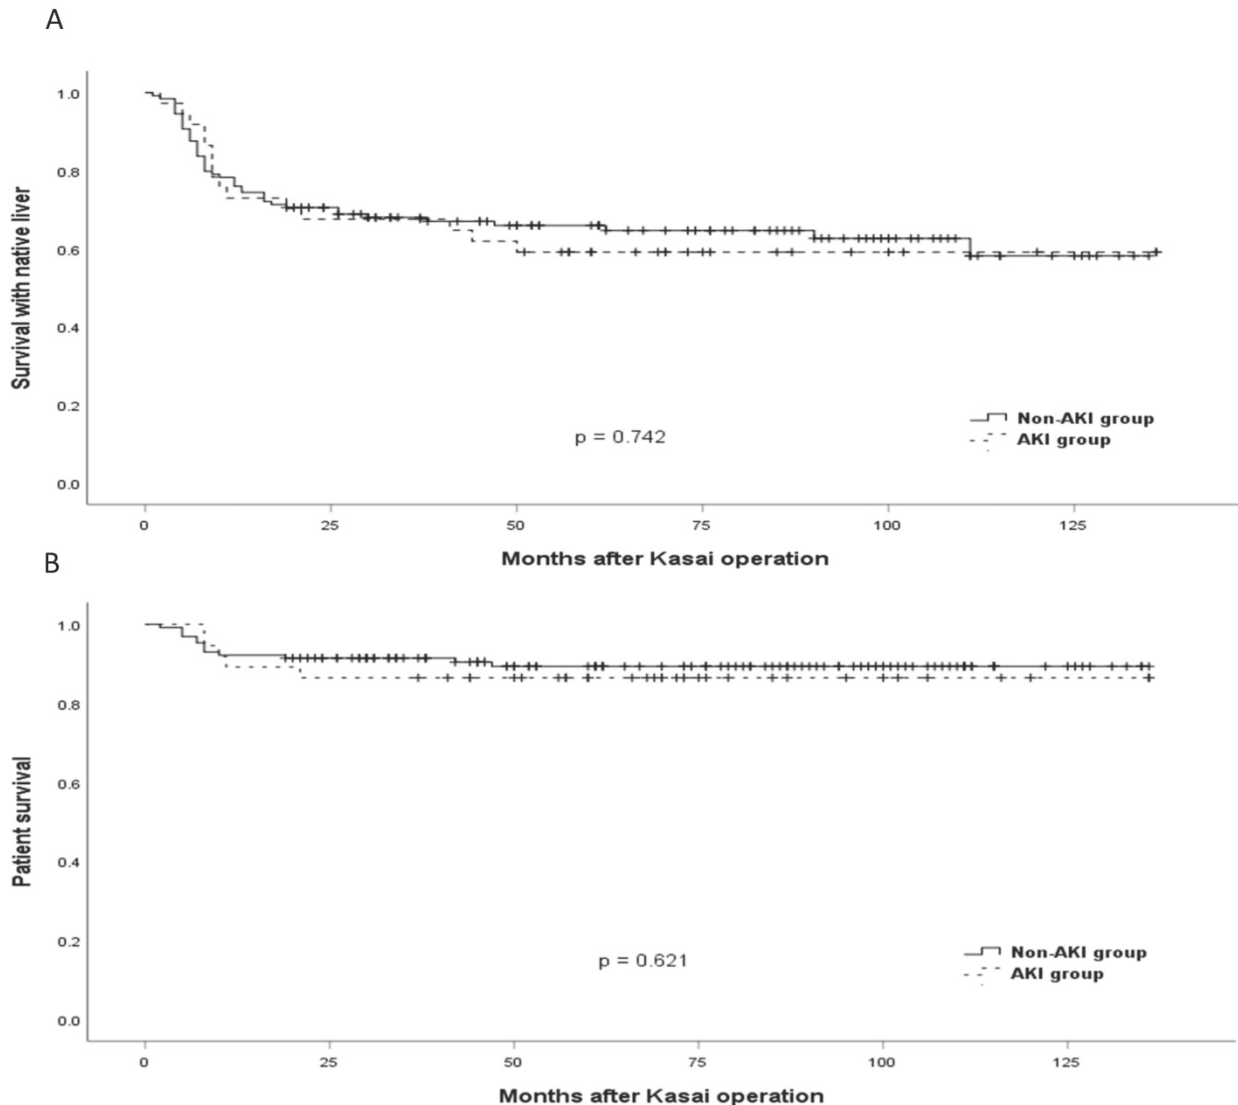 A
Survival with native liver
1.0
0.8
0.6
0.4
0.2
0.0
p = 0.742
Non-AKI group
AKI group
0 25 50 75 100 125
Months after Kasai operation
B
Patient survival
1.0
0.8
0.6
0.4
0.2
0.0
p = 0.621
Non-AKI group
AKI group
0 25 50 75 100 125
Months after Kasai operation